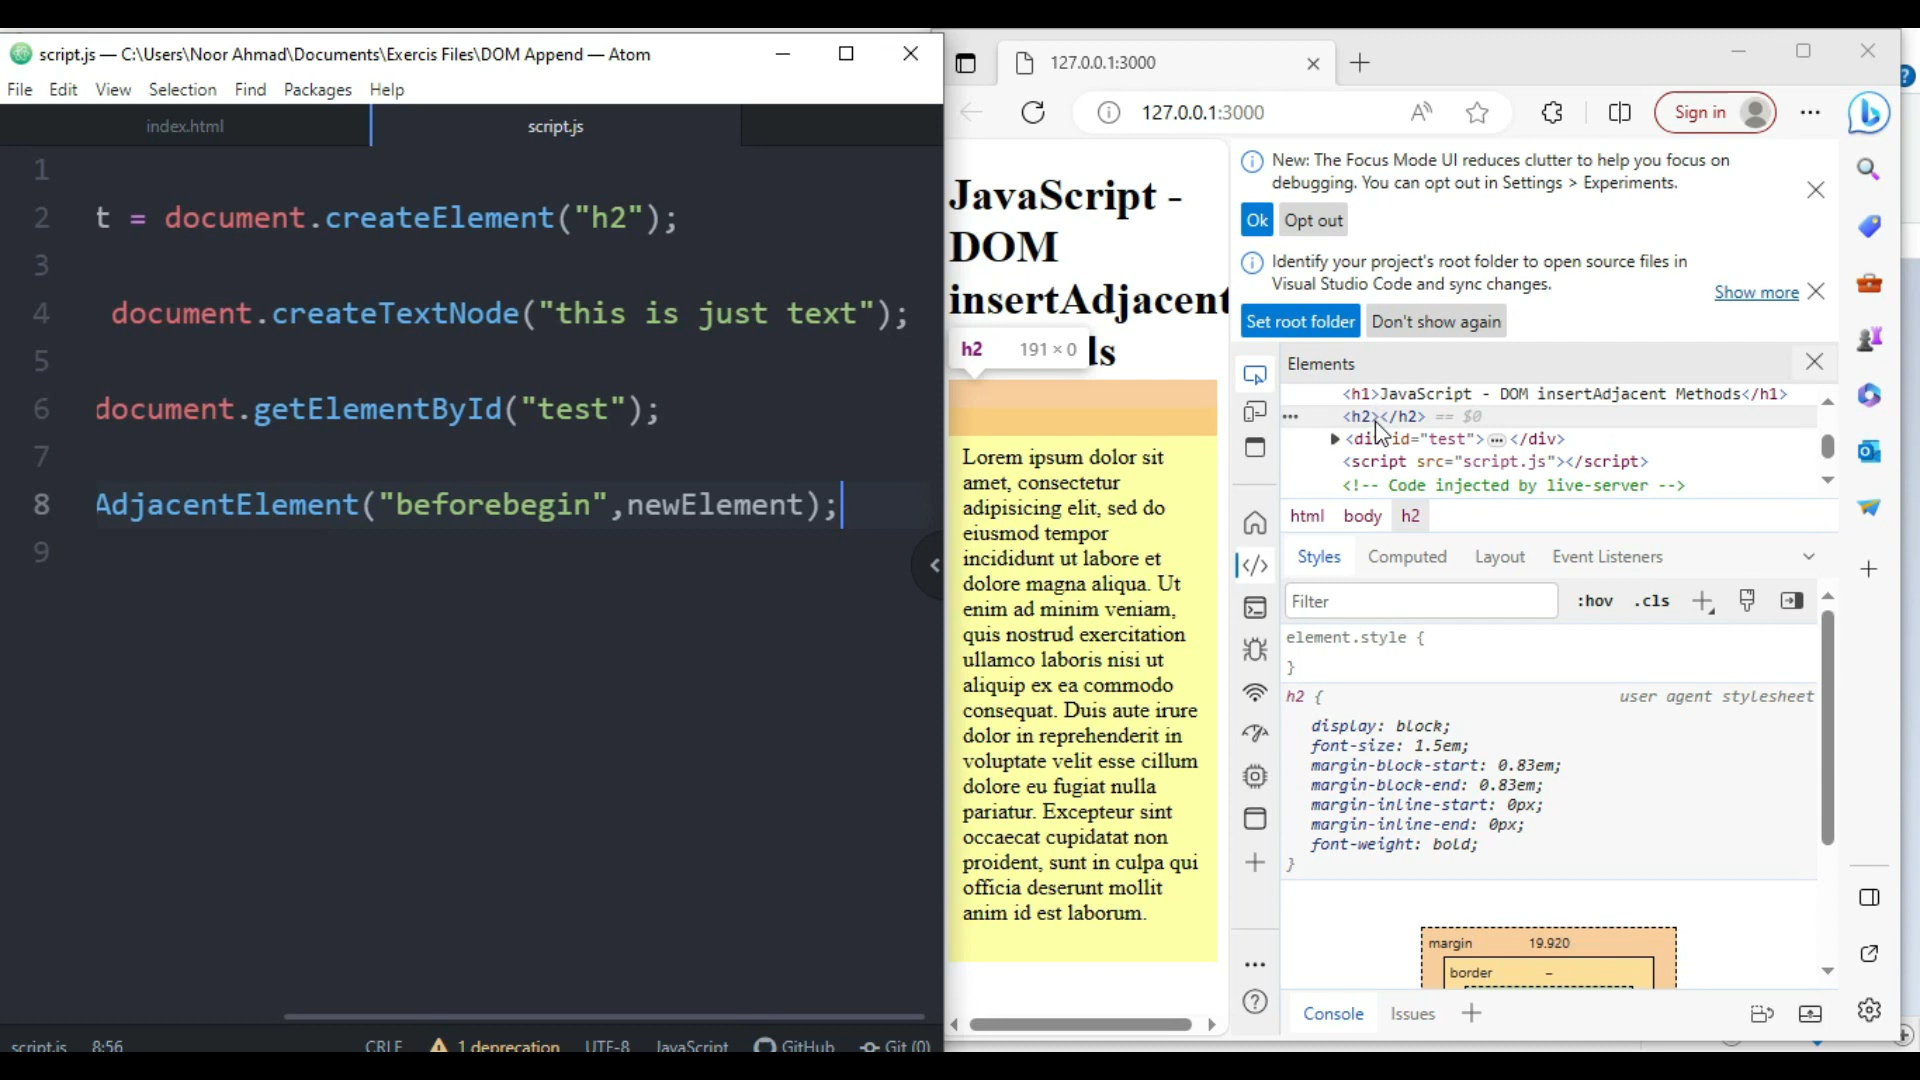 script.js — C:\Users\Noor Ahmad\Documents\Exercis Files\DOM Append — Atom
File Edit View Selection Find Packages Help
index.html
script.js
1
2 t = document.createElement("h2");
3
4 document.createTextNode("this is just text");
5
6 document.getElementById("test");
7
8 AdjacentElement("beforebegin",newElement);
9
script.js 8:56
CRLF 1 deprecation UTF-8 JavaScript GitHub Git (0)
127.0.0.1:3000
127.0.0.1:3000
Sign in
JavaScript -
DOM
insertAdjacent
ls
h2 191 × 0
Lorem ipsum dolor sit
amet, consectetur
adipisicing elit, sed do
eiusmod tempor
incididunt ut labore et
dolore magna aliqua. Ut
enim ad minim veniam,
quis nostrud exercitation
ullamco laboris nisi ut
aliquip ex ea commodo
consequat. Duis aute irure
dolor in reprehenderit in
voluptate velit esse cillum
dolore eu fugiat nulla
pariatur. Excepteur sint
occaecat cupidatat non
proident, sunt in culpa qui
officia deserunt mollit
anim id est laborum.
New: The Focus Mode UI reduces clutter to help you focus on
debugging. You can opt out in Settings > Experiments.
Ok Opt out
Identify your project's root folder to open source files in
Visual Studio Code and sync changes.
Show more
Set root folder Don't show again
Elements
<h1>JavaScript - DOM insertAdjacent Methods</h1>
<h2></h2> == $0
<div id="test">…</div>
<script src="script.js"></script>
<!-- Code injected by live-server -->
html body h2
Styles Computed Layout Event Listeners
Filter :hov .cls
element.style {
}
h2 { user agent stylesheet
display: block;
font-size: 1.5em;
margin-block-start: 0.83em;
margin-block-end: 0.83em;
margin-inline-start: 0px;
margin-inline-end: 0px;
font-weight: bold;
}
margin 19.920
border –
Console Issues